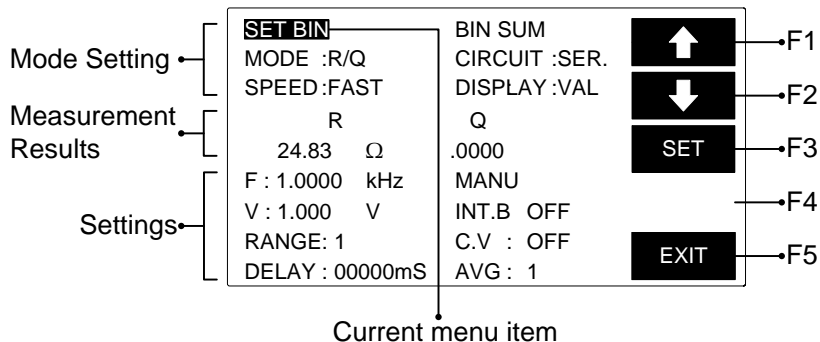 SET BIN BIN SUM
F1
Mode Setting MODE :R/Q CIRCUIT :SER.
SPEED:FAST DISPLAY :VAL
F2
Measurement Results
R Q
24.83 Ω .0000 SET F3
F : 1.0000 kHz MANU
F4
Settings V : 1.000 V INT.B OFF
RANGE: 1 C.V : OFF
EXIT F5
DELAY : 00000mS AVG : 1
Current menu item